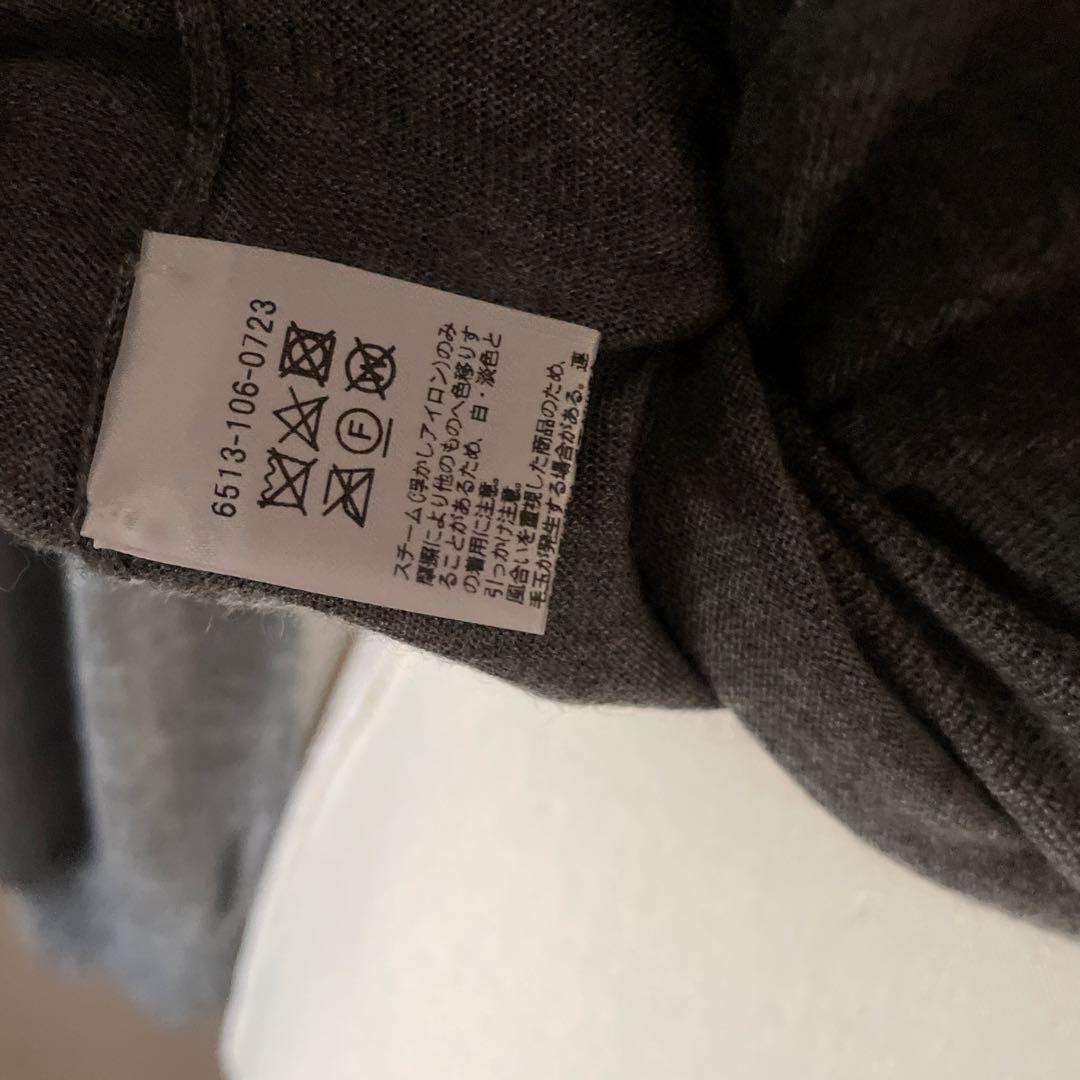 6513-106-0723
F
W
スチーム(浮かしアイロン)のみ
摩擦により他のものへ色移りす
ることがあるため、白・淡色と
の着用に注意。
引っかけ注意。
風合いを重視した商品のため、
毛玉が発生する場合がある。連